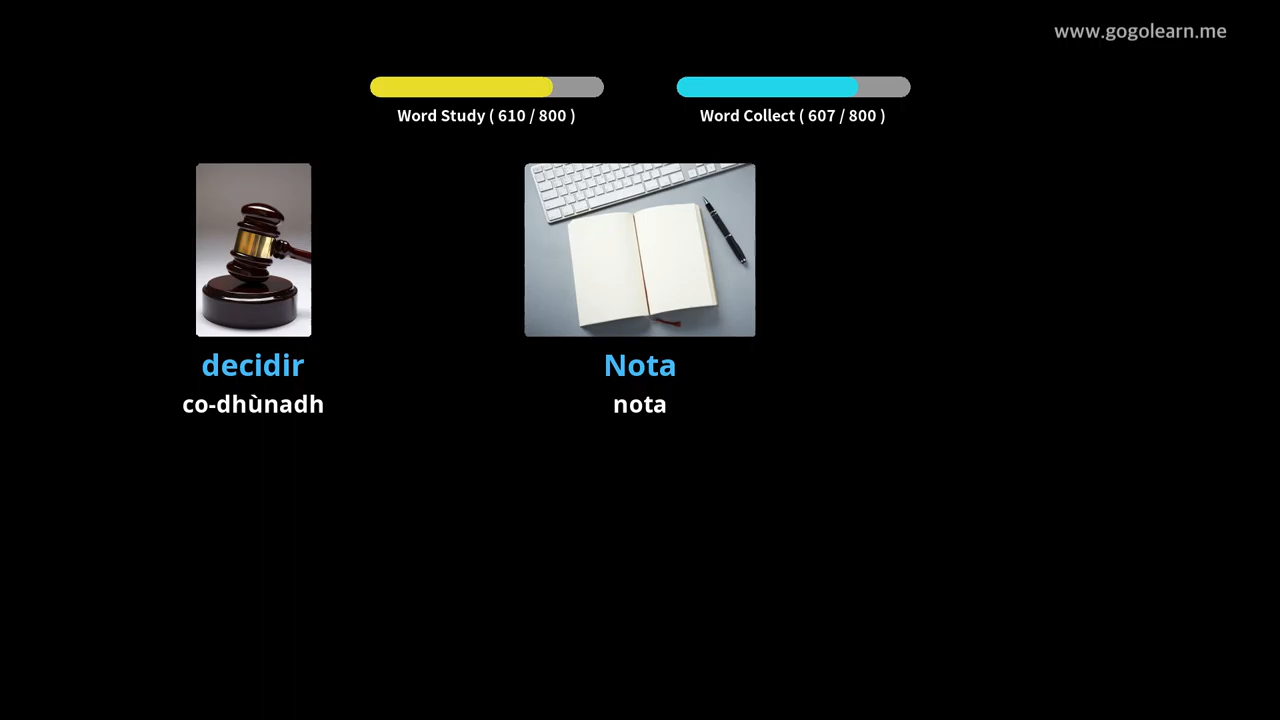 www.gogolearn.me
Word Study ( 610 / 800 )
Word Collect ( 607 / 800 )
decidir
co-dhùnadh
Nota
nota